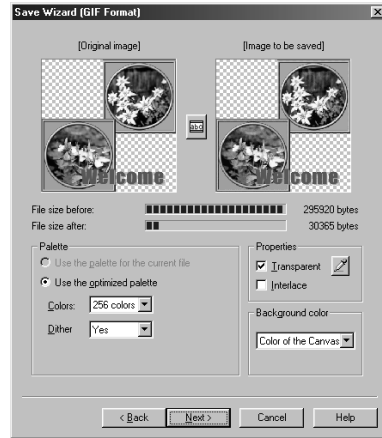 Save Wizard (GIF Format)
[Original image]
[Image to be saved]
Welcome
abc
Welcome
File size before:
295920 bytes
File size after:
30365 bytes
Palette
Use the palette for the current file
Use the optimized palette
Colors:
256 colors
Dither
Yes
Properties
Transparent
Interlace
Background color
Color of the Canvas
< Back
Next >
Cancel
Help